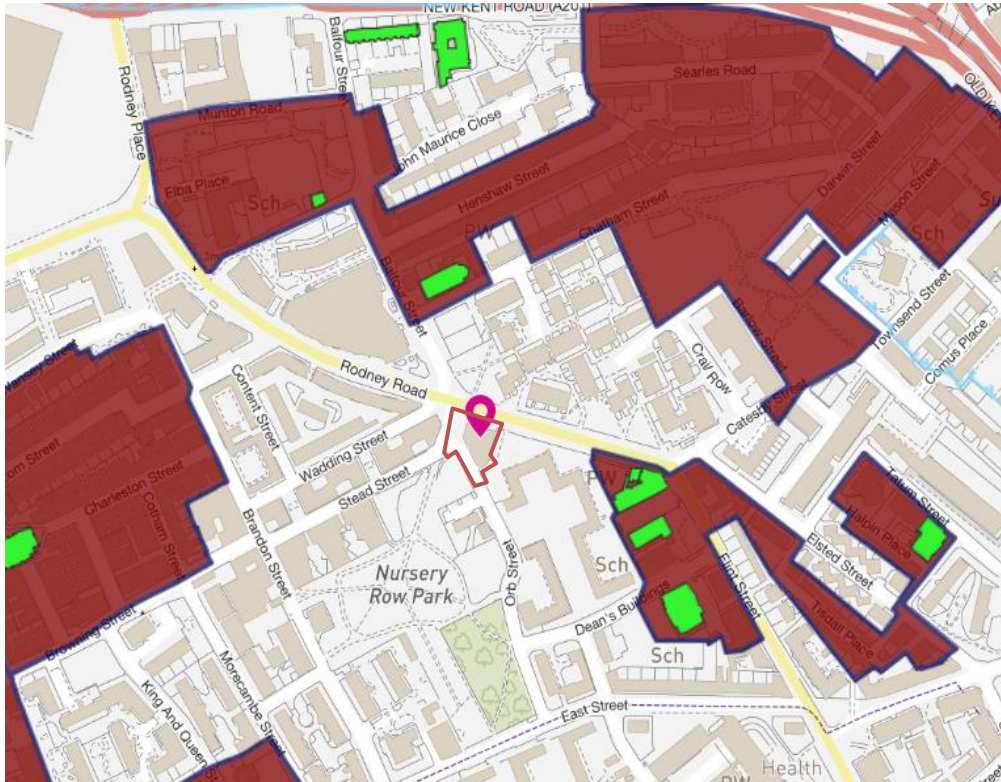 NEW KENT ROAD (A201)
Balfour Street
Searles Road
Rodney Place
Munton Road
John Maurice Close
Elba Place
Sch
Henshaw Street
Darwin Street
Mason Street
Chatham Street
PW
Sch
Balfour Street
Townsend Street
Comus Place
Barlow Street
Rodney Road
Cral Row
Content Street
Catesby Street
Wadding Street
Charleston Street
Stead Street
Cotham Street
PW
Tatum Street
Halpin Place
Brandon Street
Elsted Street
Nursery
Row Park
Orb Street
Sch
Flint Street
Dean's Buildings
Tisdall Place
Browning Street
Sch
Morecambe Street
King And Queen
East Street
Health
PW